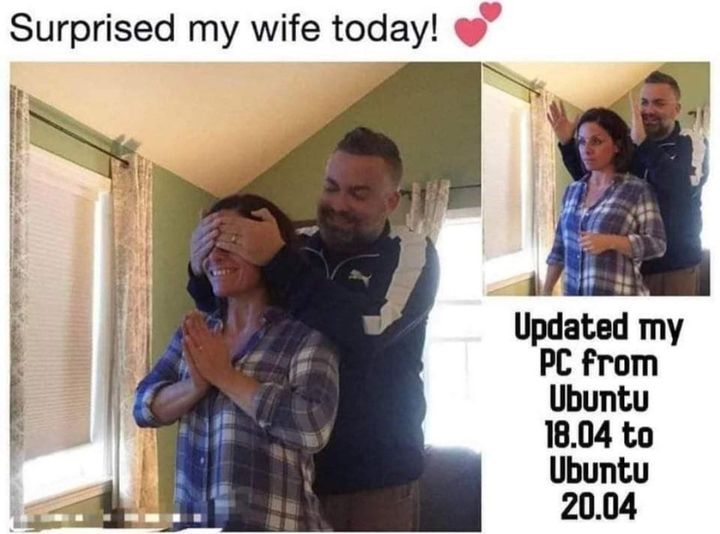 Surprised my wife today! 💕
Updated my
PC from
Ubuntu
18.04 to
Ubuntu
20.04